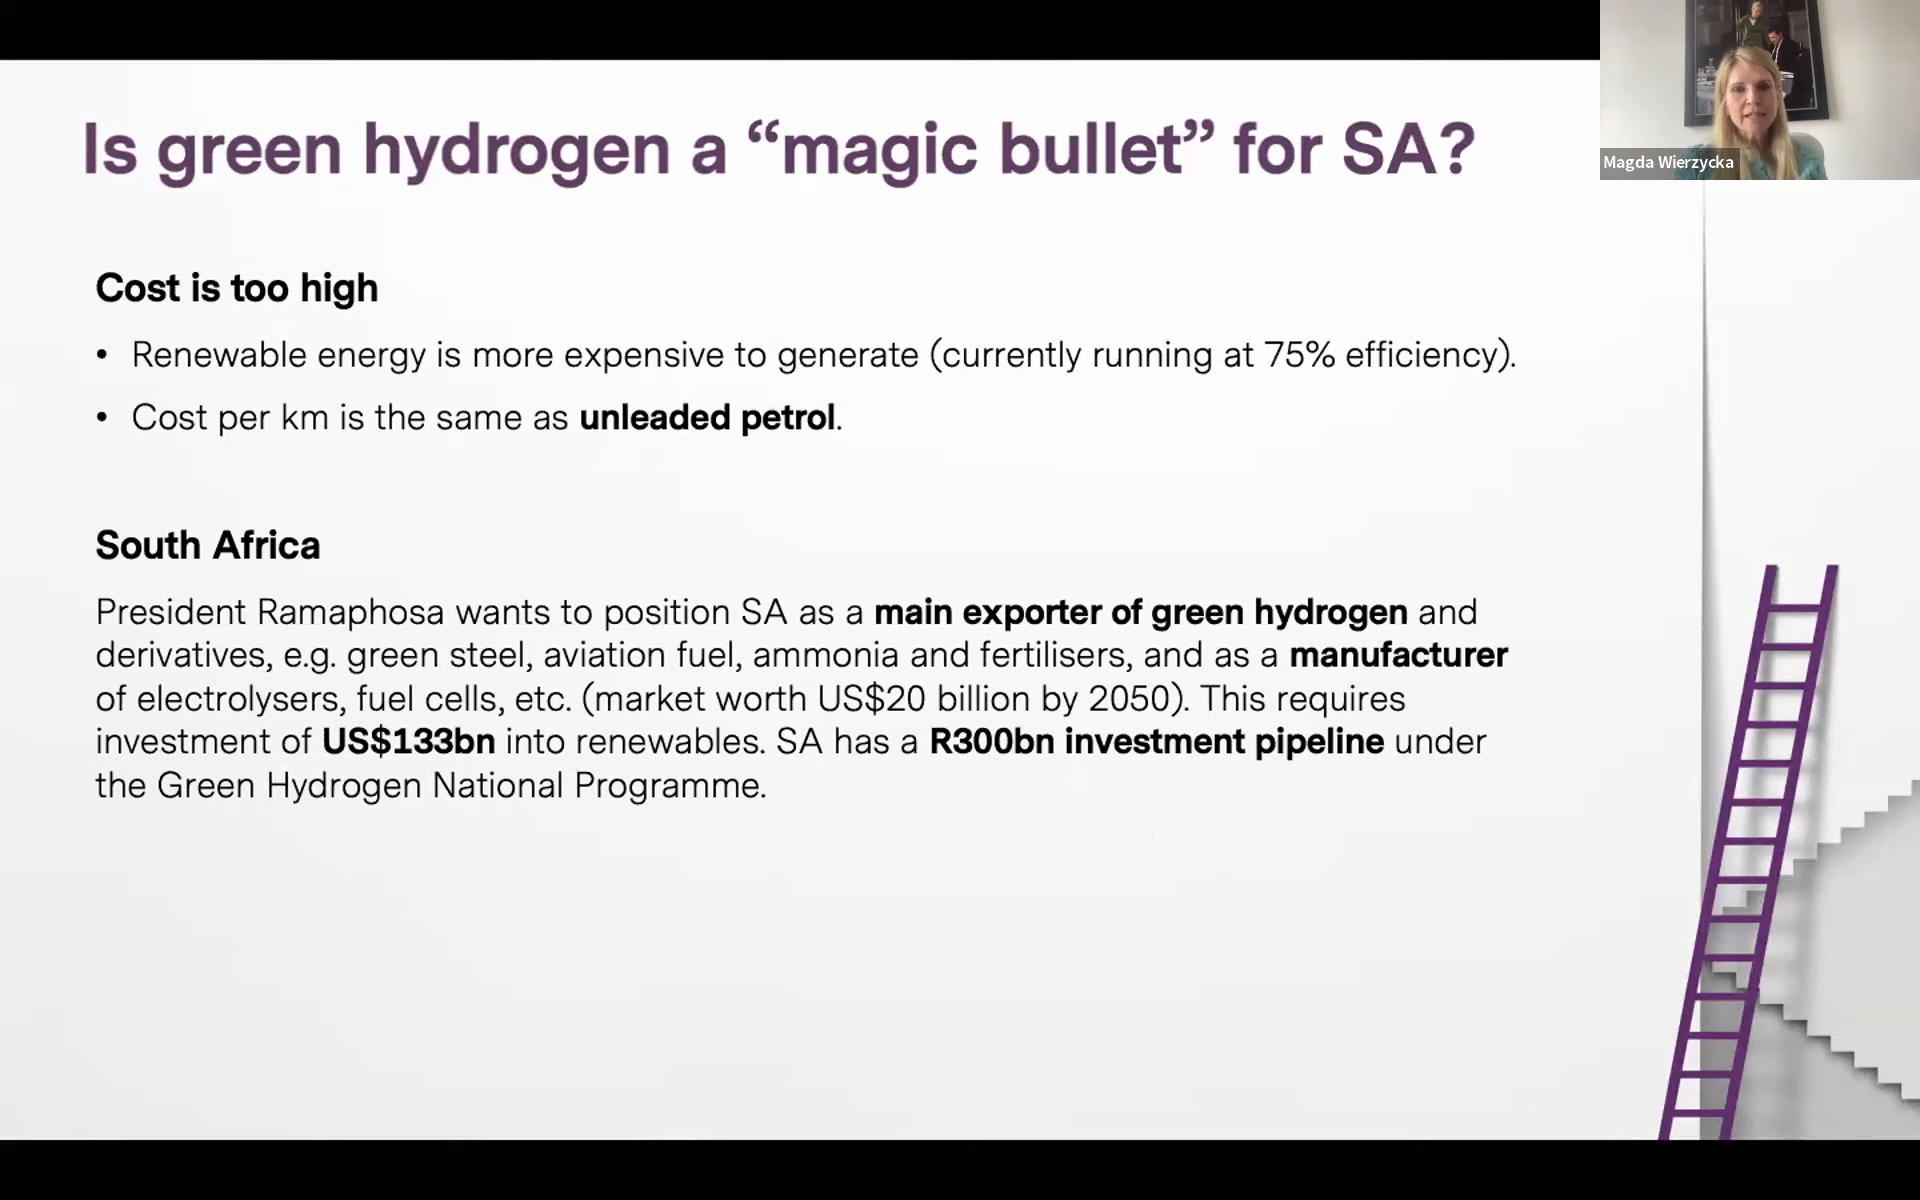 Is green hydrogen a “magic bullet” for SA?
Magda Wierzycka
Cost is too high
• Renewable energy is more expensive to generate (currently running at 75% efficiency).
• Cost per km is the same as unleaded petrol.
South Africa
President Ramaphosa wants to position SA as a main exporter of green hydrogen and
derivatives, e.g. green steel, aviation fuel, ammonia and fertilisers, and as a manufacturer
of electrolysers, fuel cells, etc. (market worth US$20 billion by 2050). This requires
investment of US$133bn into renewables. SA has a R300bn investment pipeline under
the Green Hydrogen National Programme.